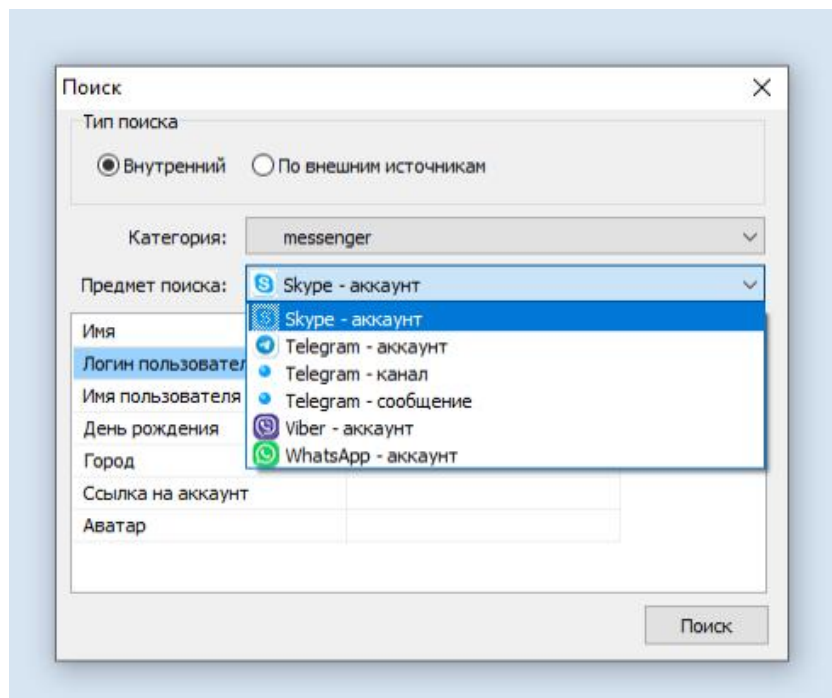 Поиск
Тип поиска
Внутренний По внешним источникам
Категория: messenger
Предмет поиска: Skype - аккаунт
Skype - аккаунт
Telegram - аккаунт
Telegram - канал
Telegram - сообщение
Viber - аккаунт
WhatsApp - аккаунт
Имя
Логин пользовател
Имя пользователя
День рождения
Город
Ссылка на аккаунт
Аватар
Поиск